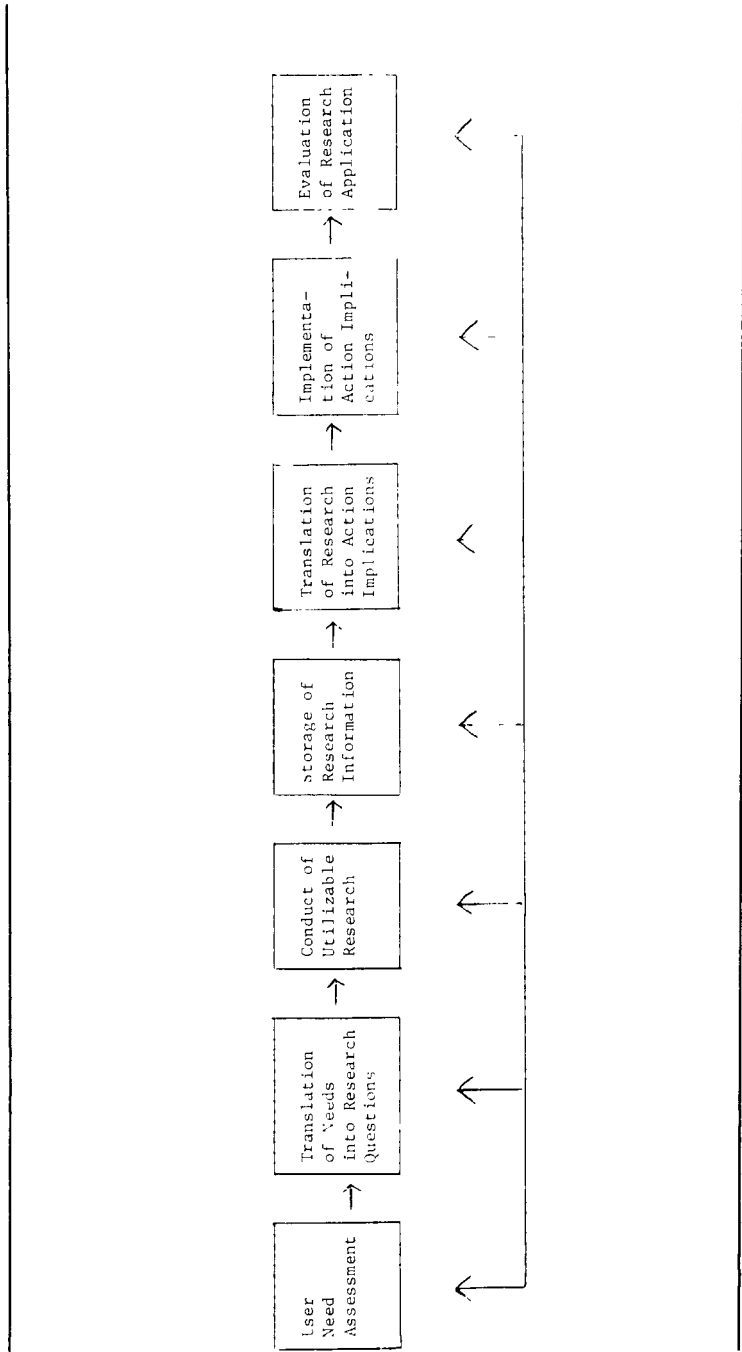 User
Need
Assessment
Translation
of Needs
into Research
Questions
Conduct of
Utilizable
Research
Storage of
Research
Information
Translation
of Research
into Action
Implications
Implementa-
tion of
Action Impli-
cations
Evaluation
of Research
Application